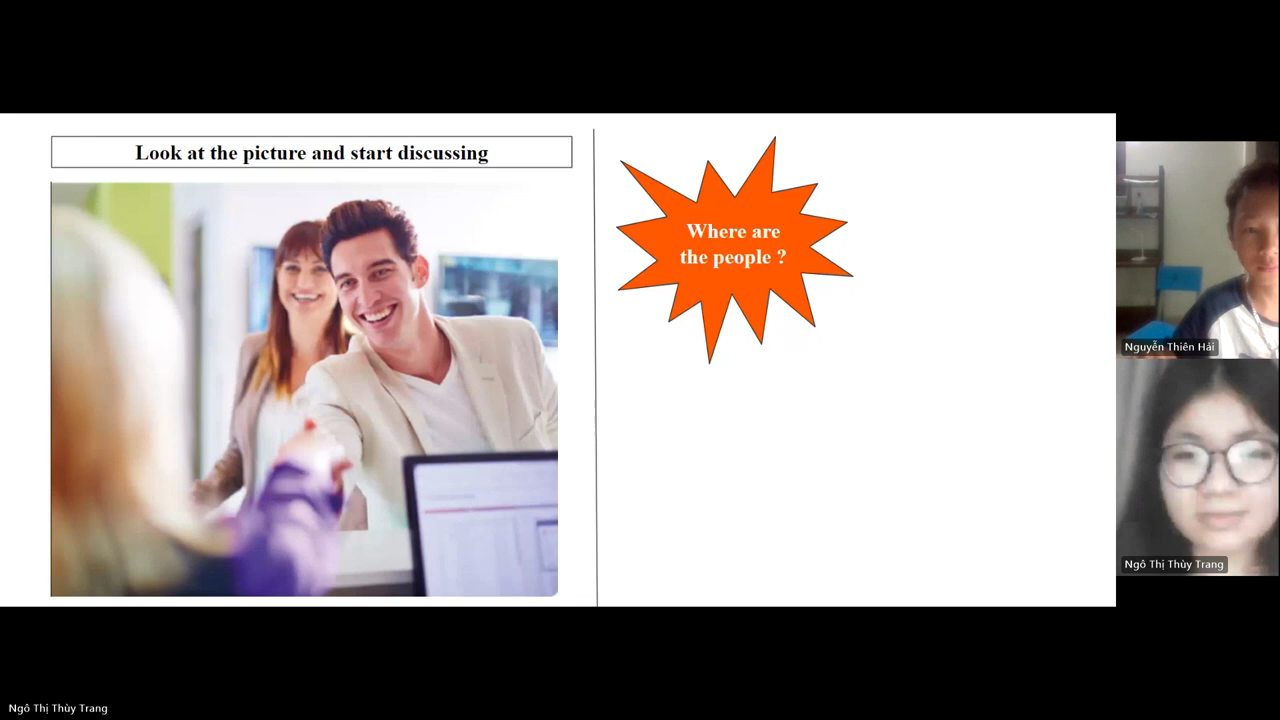 Look at the picture and start discussing
Where are
the people ?
Nguyễn Thiên Hải
Ngô Thị Thùy Trang
Ngô Thị Thùy Trang